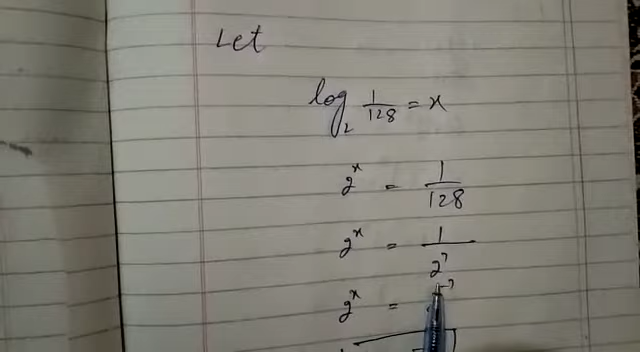 Let
log₂ 1/128 = x
2ˣ = 1/128
2ˣ = 1/2⁷
2ˣ =